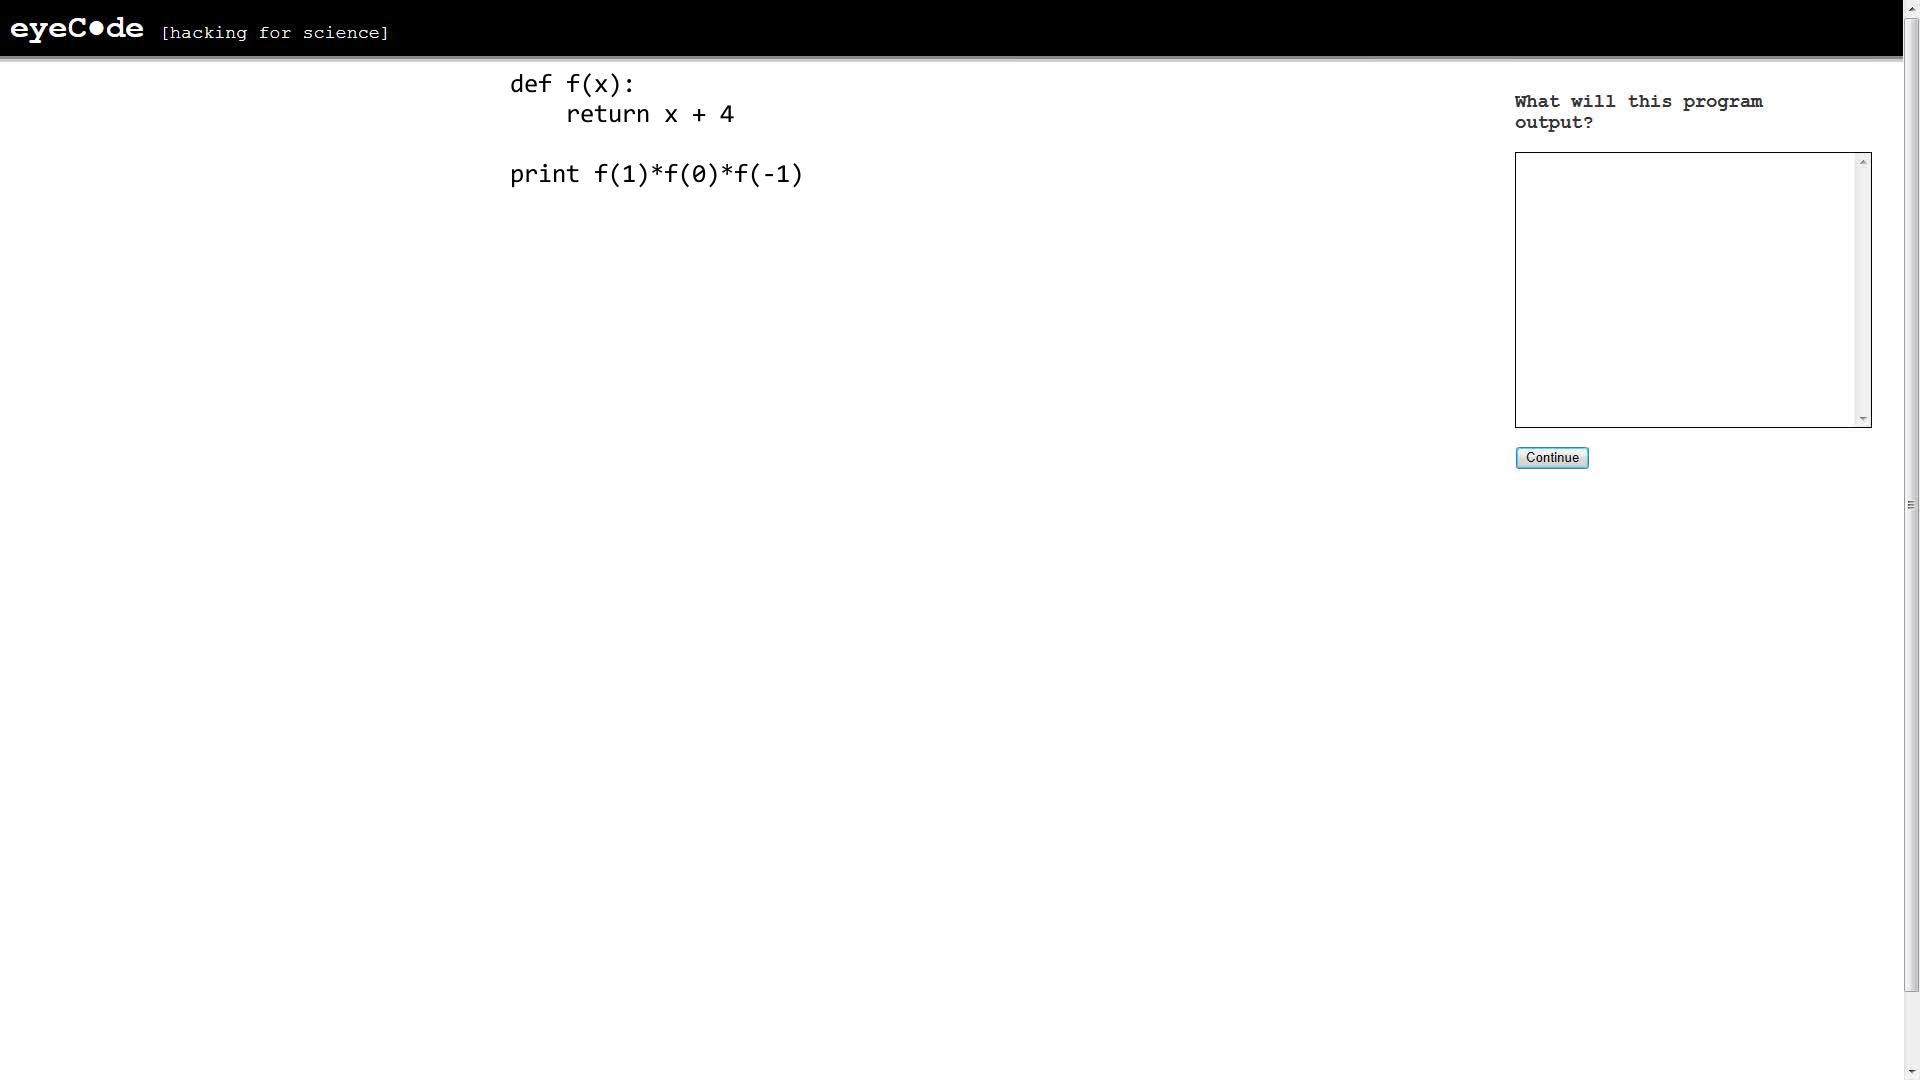 eyeC●de [hacking for science]
def f(x):
    return x + 4
print f(1)*f(0)*f(-1)
What will this program
output?
Continue